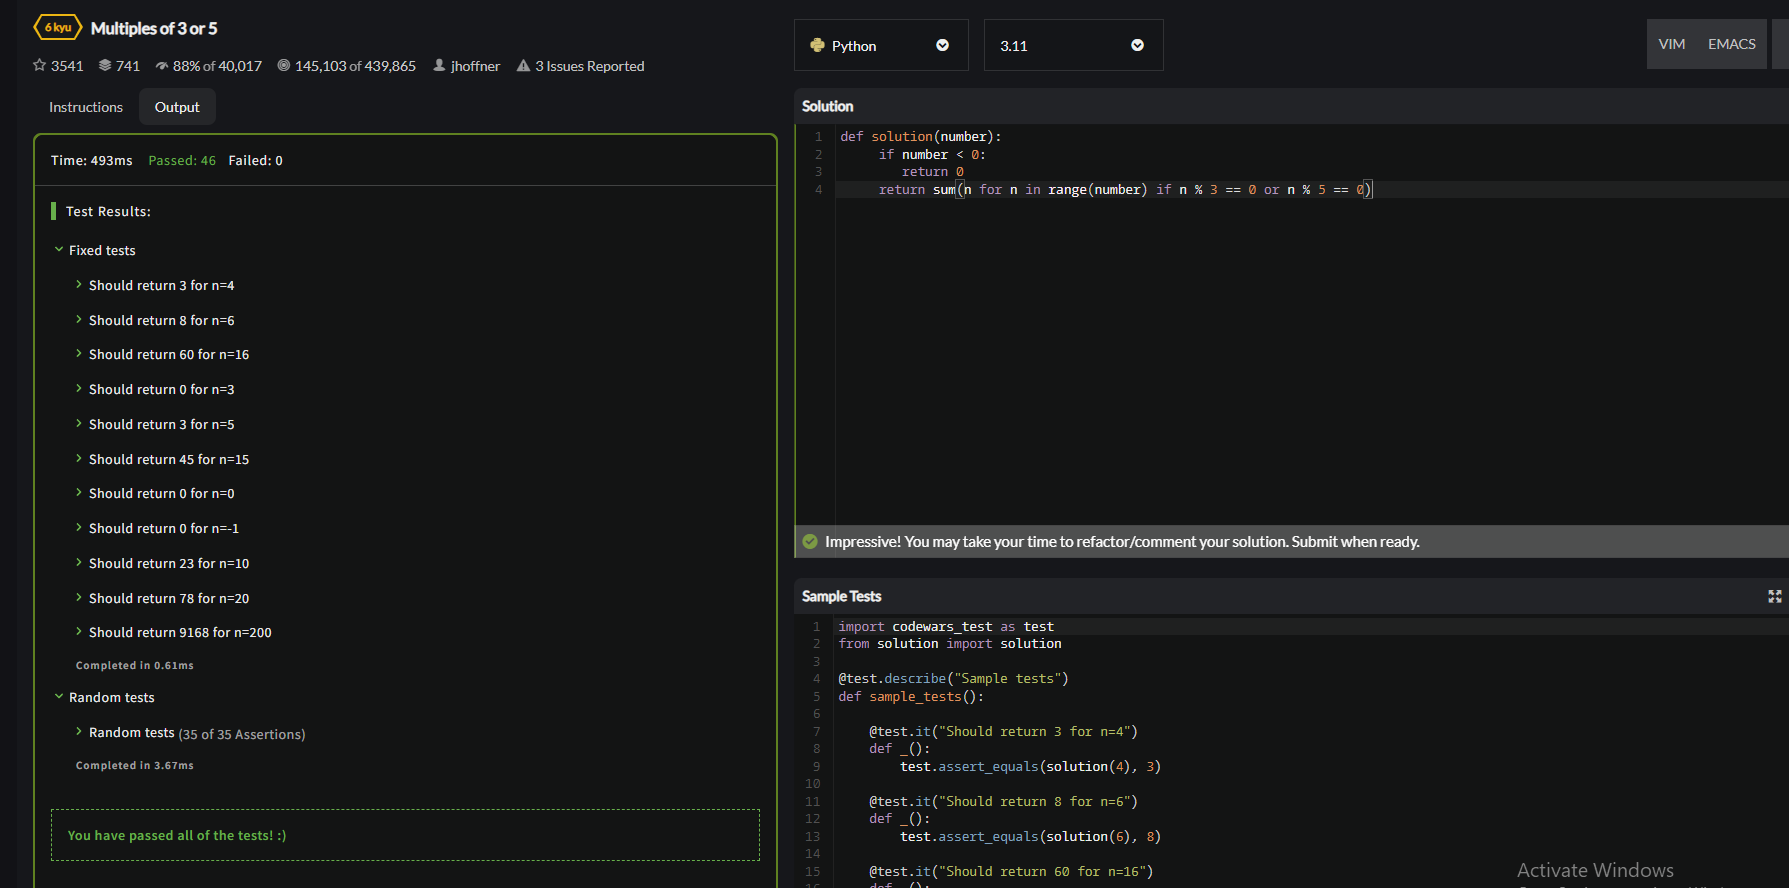 6 kyu Multiples of 3 or 5
3541 741 88% of 40,017 145,103 of 439,865 jhoffner 3 Issues Reported
Instructions Output
Time: 493ms Passed: 46 Failed: 0
Test Results:
Fixed tests
Should return 3 for n=4
Should return 8 for n=6
Should return 60 for n=16
Should return 0 for n=3
Should return 3 for n=5
Should return 45 for n=15
Should return 0 for n=0
Should return 0 for n=-1
Should return 23 for n=10
Should return 78 for n=20
Should return 9168 for n=200
Completed in 0.61ms
Random tests
Random tests (35 of 35 Assertions)
Completed in 3.67ms
You have passed all of the tests! :)
Python 3.11 VIM EMACS
Solution
1 def solution(number):
2 if number < 0:
3 return 0
4 return sum(n for n in range(number) if n % 3 == 0 or n % 5 == 0)
Impressive! You may take your time to refactor/comment your solution. Submit when ready.
Sample Tests
1 import codewars_test as test
2 from solution import solution
3
4 @test.describe("Sample tests")
5 def sample_tests():
6
7 @test.it("Should return 3 for n=4")
8 def _():
9 test.assert_equals(solution(4), 3)
10
11 @test.it("Should return 8 for n=6")
12 def _():
13 test.assert_equals(solution(6), 8)
14
15 @test.it("Should return 60 for n=16")
16 def _():
Activate Windows